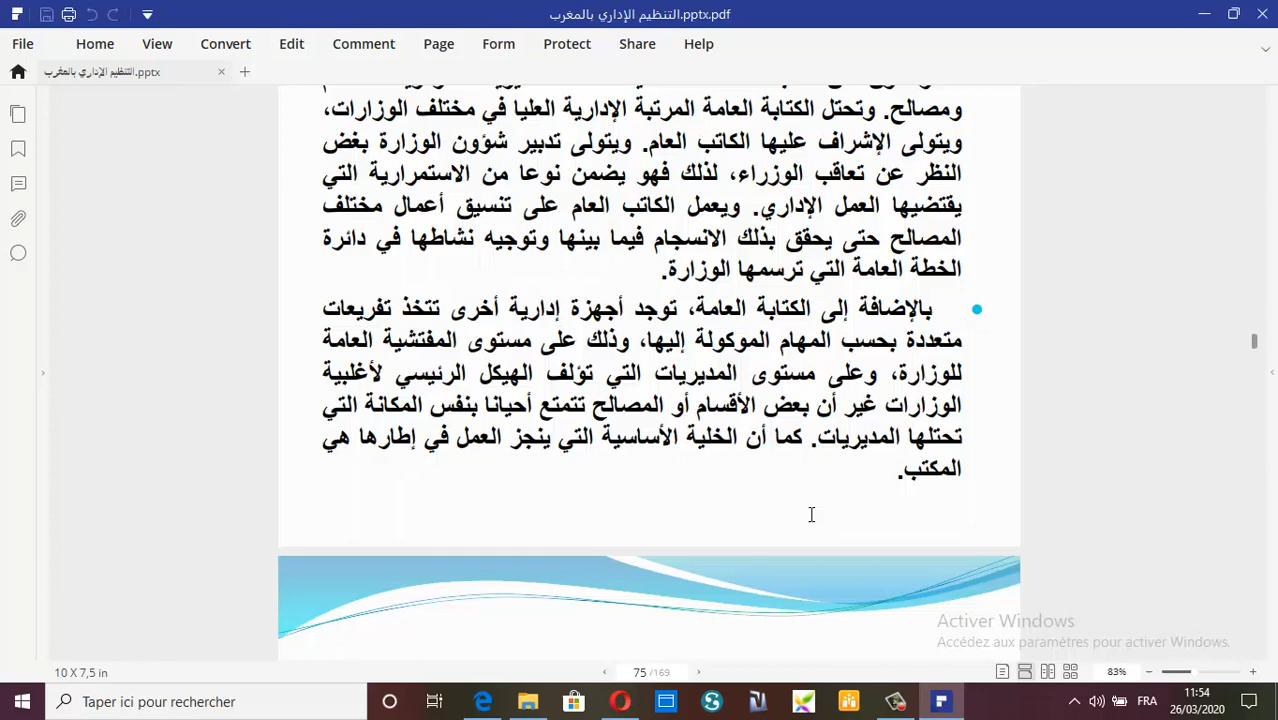 التنظيم الإداري بالمغرب.pptx.pdf
File
Home
View
Convert
Edit
Comment
Page
Form
Protect
Share
Help
التنظيم الإداري بالمغرب.pptx
ومصالح. وتحتل الكتابة العامة المرتبة الإدارية العليا في مختلف الوزارات،
ويتولى الإشراف عليها الكاتب العام. ويتولى تدبير شؤون الوزارة بغض
النظر عن تعاقب الوزراء، لذلك فهو يضمن نوعا من الاستمرارية التي
يقتضيها العمل الإداري. ويعمل الكاتب العام على تنسيق أعمال مختلف
المصالح حتى يحقق بذلك الانسجام فيما بينها وتوجيه نشاطها في دائرة
الخطة العامة التي ترسمها الوزارة.
بالإضافة إلى الكتابة العامة، توجد أجهزة إدارية أخرى تتخذ تفريعات
متعددة بحسب المهام الموكولة إليها، وذلك على مستوى المفتشية العامة
للوزارة، وعلى مستوى المديريات التي تؤلف الهيكل الرئيسي لأغلبية
الوزارات غير أن بعض الأقسام أو المصالح تتمتع أحيانا بنفس المكانة التي
تحتلها المديريات. كما أن الخلية الأساسية التي ينجز العمل في إطارها هي
المكتب.
Activer Windows
Accédez aux paramètres pour activer Windows.
10 X 7,5 in
75 /169
83%
Taper ici pour rechercher
FRA
11:54
26/03/2020